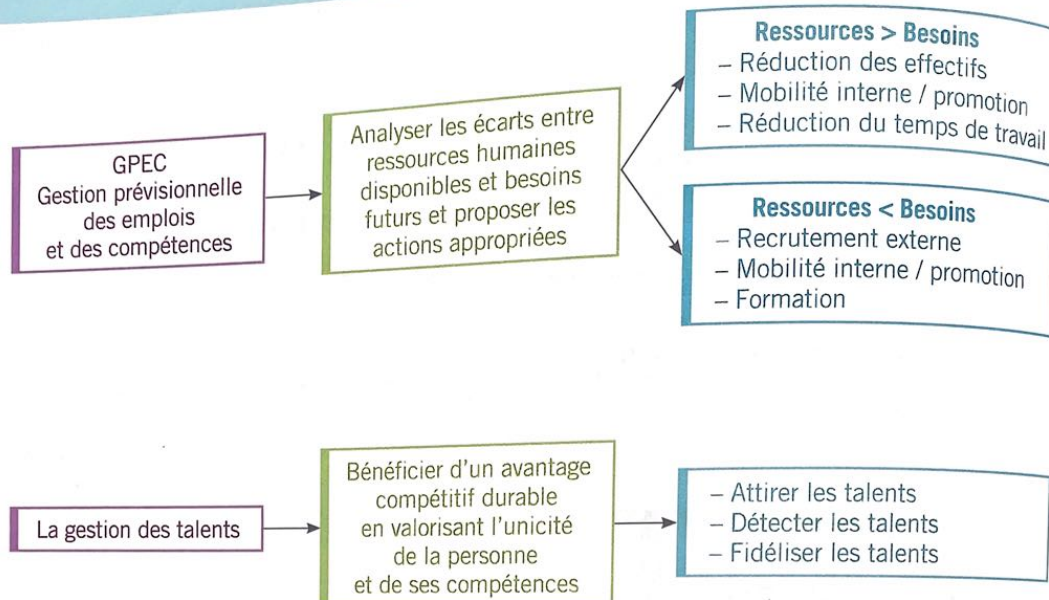 GPEC
Gestion prévisionnelle
des emplois
et des compétences
Analyser les écarts entre
ressources humaines
disponibles et besoins
futurs et proposer les
actions appropriées
Ressources > Besoins
– Réduction des effectifs
– Mobilité interne / promotion
– Réduction du temps de travail
Ressources < Besoins
– Recrutement externe
– Mobilité interne / promotion
– Formation
La gestion des talents
Bénéficier d'un avantage
compétitif durable
en valorisant l'unicité
de la personne
et de ses compétences
– Attirer les talents
– Détecter les talents
– Fidéliser les talents